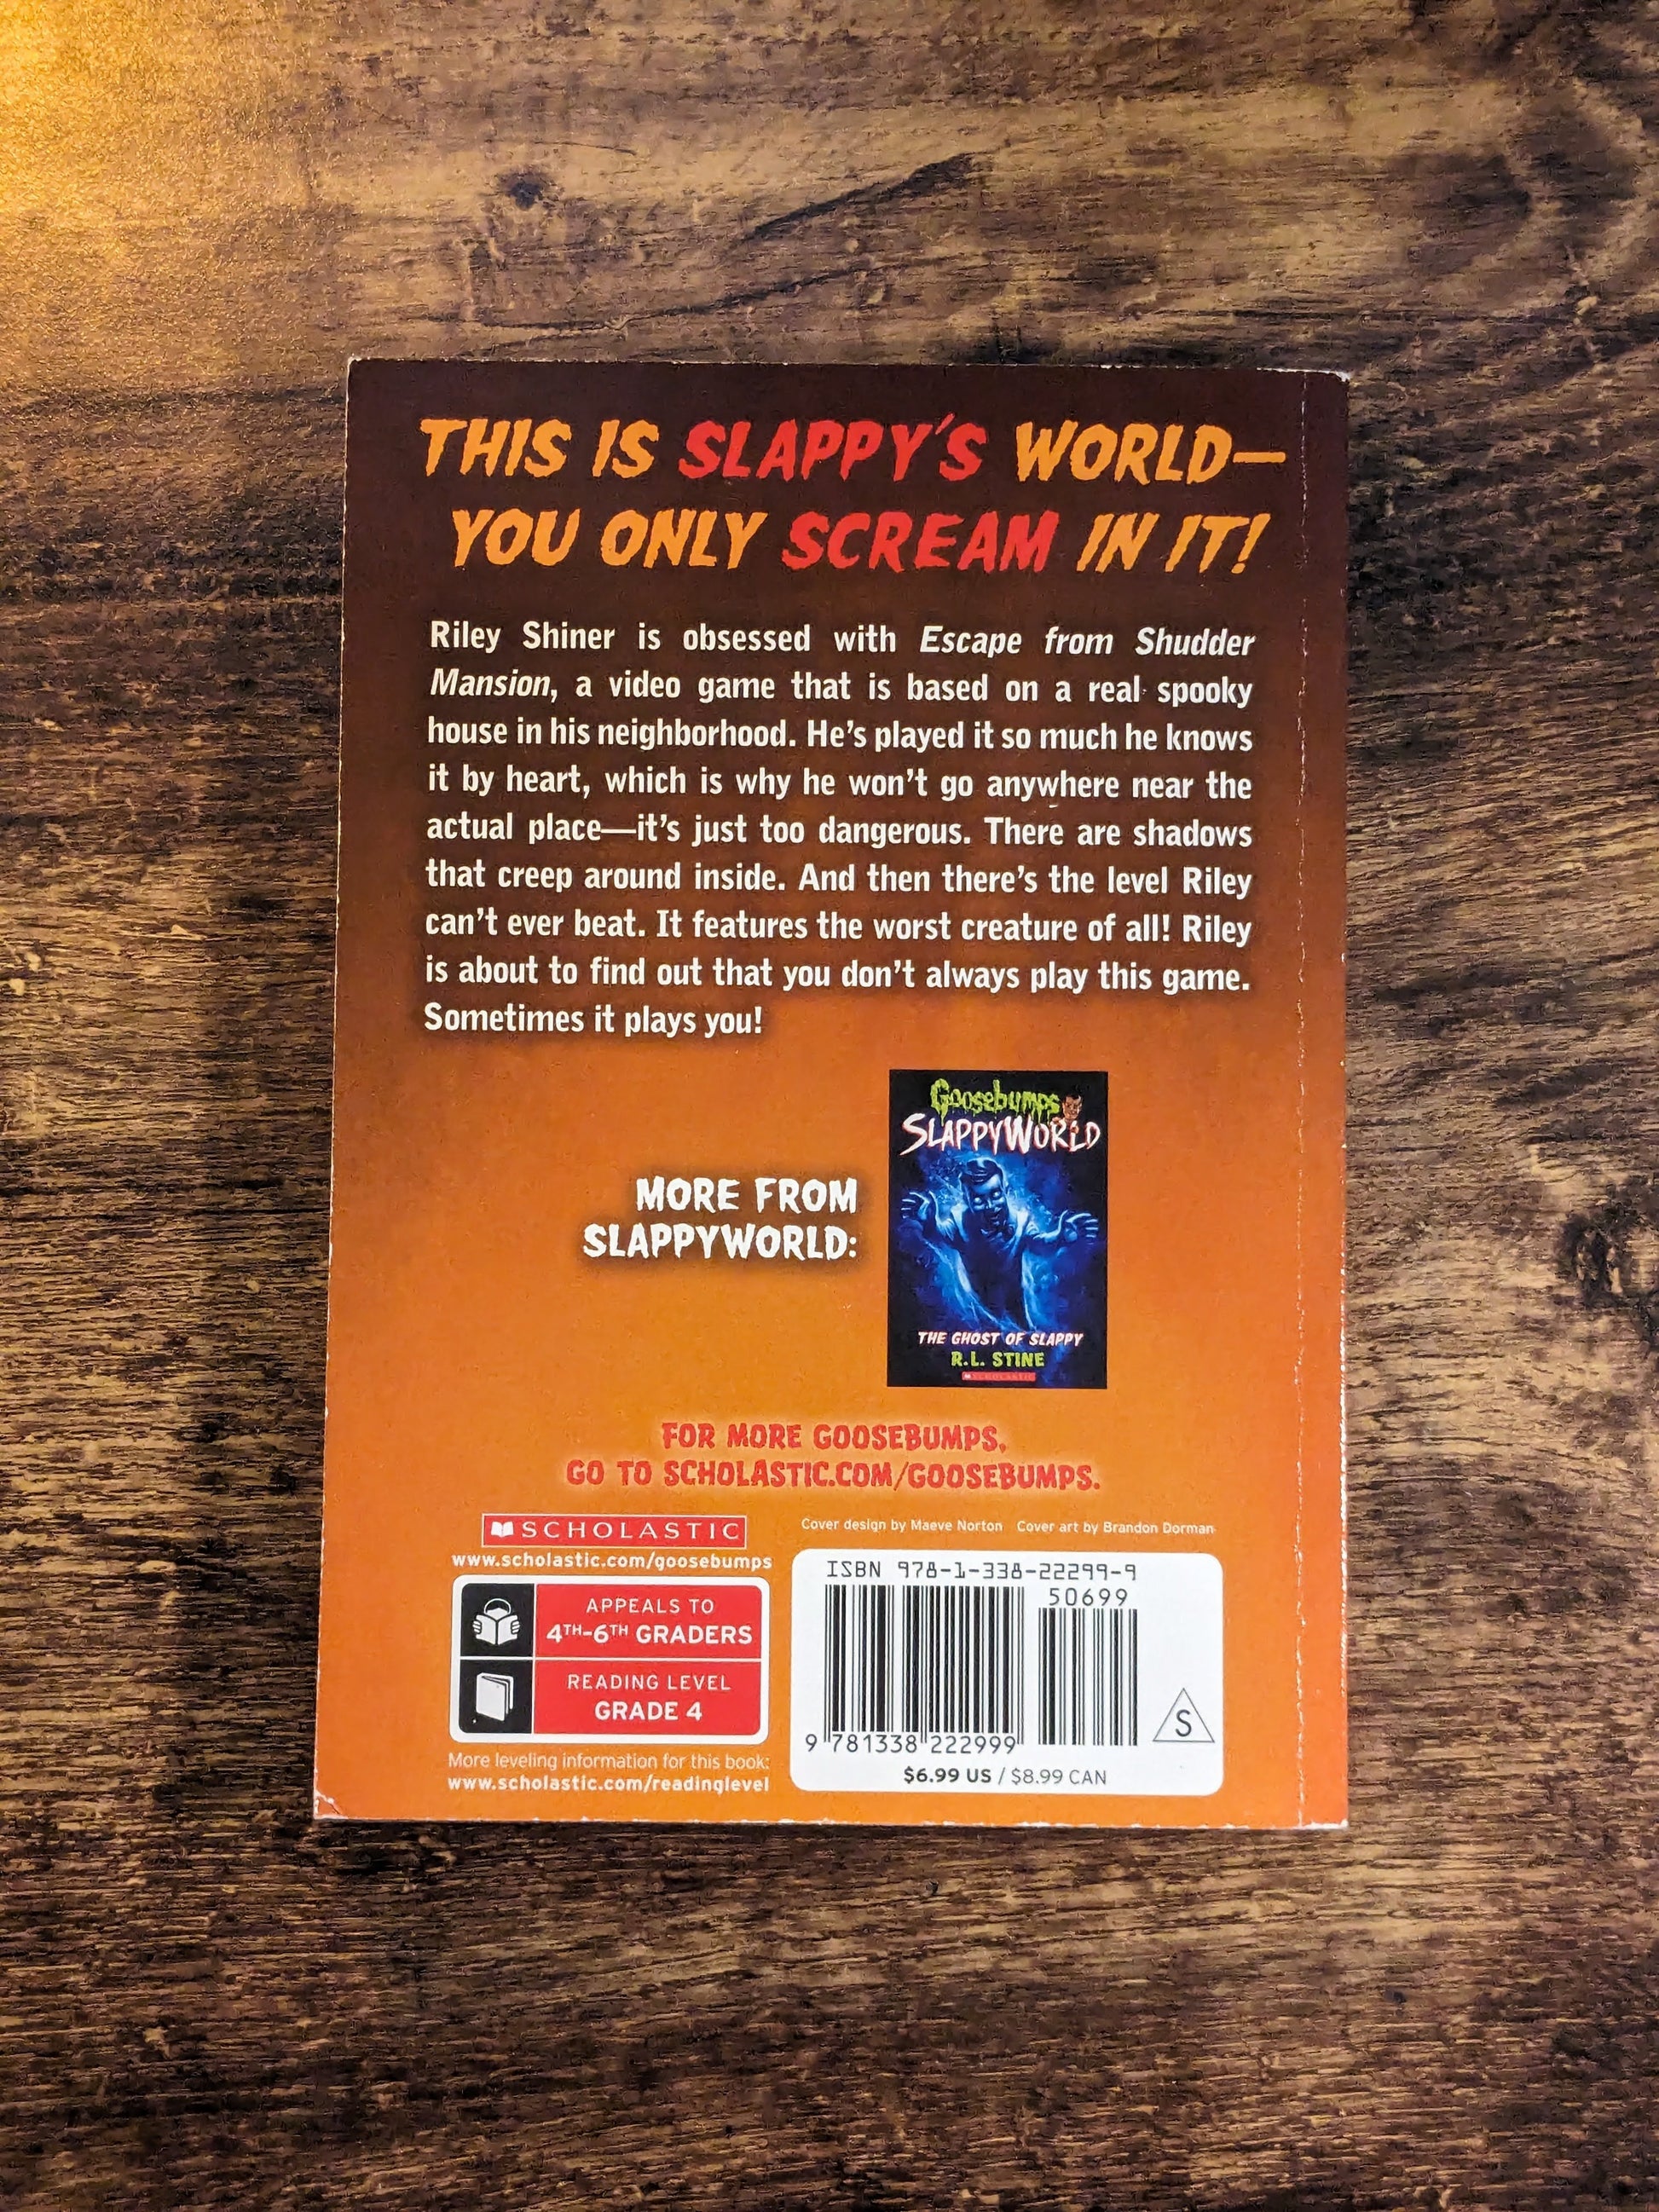 THIS IS SLAPPY'S WORLD—
YOU ONLY SCREAM IN IT!
Riley Shiner is obsessed with Escape from Shudder
Mansion, a video game that is based on a real spooky
house in his neighborhood. He's played it so much he knows
it by heart, which is why he won't go anywhere near the
actual place—it's just too dangerous. There are shadows
that creep around inside. And then there's the level Riley
can't ever beat. It features the worst creature of all! Riley
is about to find out that you don't always play this game.
Sometimes it plays you!
MORE FROM
SLAPPYWORLD:
Goosebumps
SLAPPYWORLD
THE GHOST OF SLAPPY
R.L. STINE
SCHOLASTIC
FOR MORE GOOSEBUMPS,
GO TO SCHOLASTIC.COM/GOOSEBUMPS.
SCHOLASTIC
www.scholastic.com/goosebumps
APPEALS TO
4TH–6TH GRADERS
READING LEVEL
GRADE 4
More leveling information for this book:
www.scholastic.com/readinglevel
Cover design by Maeve Norton Cover art by Brandon Dorman
ISBN 978-1-338-22299-9
50699
9 781338 222999
S
$6.99 US / $8.99 CAN